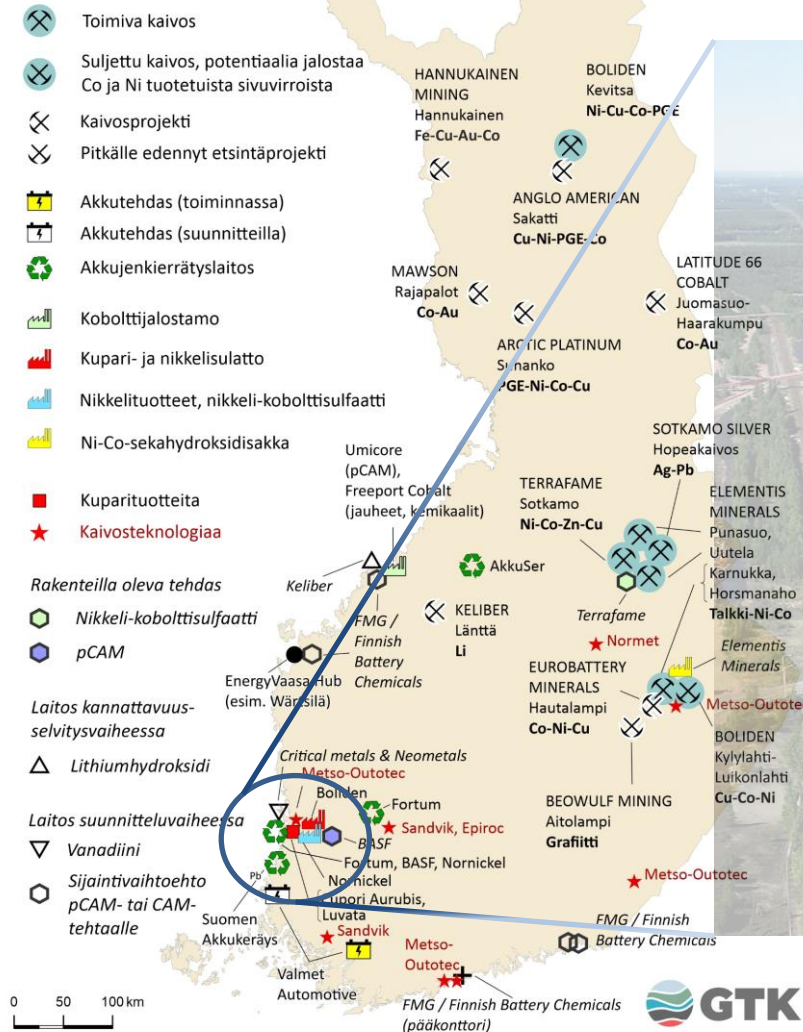 Toimiva kaivos
Suljettu kaivos, potentiaalia jalostaa
Co ja Ni tuotetuista sivuvirroista
Kaivosprojekti
Pitkälle edennyt etsintäprojekti
Akkutehdas (toiminnassa)
Akkutehdas (suunnitteilla)
Akkujenkierrätyslaitos
Kobolttijalostamo
Kupari- ja nikkelisulatto
Nikkelituotteet, nikkeli-kobolttisulfaatti
Ni-Co-sekahydroksidisakka
Kuparituotteita
Kaivosteknologiaa
Rakenteilla oleva tehdas
Nikkeli-kobolttisulfaatti
pCAM
Laitos kannattavuus-
selvitysvaiheessa
Lithiumhydroksidi
Laitos suunnitteluvaiheessa
Vanadiini
Sijaintivaihtoehto
pCAM- tai CAM-
tehtaalle
0 50 100 km
HANNUKAINEN
MINING
Hannukainen
Fe-Cu-Au-Co
BOLIDEN
Kevitsa
Ni-Cu-Co-PGE
ANGLO AMERICAN
Sakatti
Cu-Ni-PGE-Co
MAWSON
Rajapalot
Co-Au
LATITUDE 66
COBALT
Juomasuo-
Haarakumpu
Co-Au
ARCTIC PLATINUM
Suhanko
PGE-Ni-Co-Cu
SOTKAMO SILVER
Hopeakaivos
Ag-Pb
Umicore
(pCAM),
Freeport Cobalt
(jauheet, kemikaalit)
TERRAFAME
Sotkamo
Ni-Co-Zn-Cu
ELEMENTIS
MINERALS
Punasuo,
Uutela
Karnukka,
Horsmanaho
Talkki-Ni-Co
Keliber
AkkuSer
Terrafame
FMG /
Finnish
Battery
Chemicals
KELIBER
Länttä
Li
Normet
EnergyVaasa Hub
(esim. Wärtsilä)
EUROBATTERY
MINERALS
Hautalampi
Co-Ni-Cu
Elementis
Minerals
Metso-Outotec
BOLIDEN
Kylylahti-
Luikonlahti
Cu-Co-Ni
Critical metals & Neometals
Metso-Outotec
Boliden
Fortum
BEOWULF MINING
Aitolampi
Grafiitti
BASF
Sandvik, Epiroc
Fortum, BASF, Nornickel
Nornickel
Pb
Cupori Aurubis,
Luvata
Metso-Outotec
Suomen
Akkukeräys
Sandvik
Valmet
Automotive
Metso-
Outotec
FMG / Finnish
Battery Chemicals
FMG / Finnish Battery Chemicals
(pääkonttori)
GTK